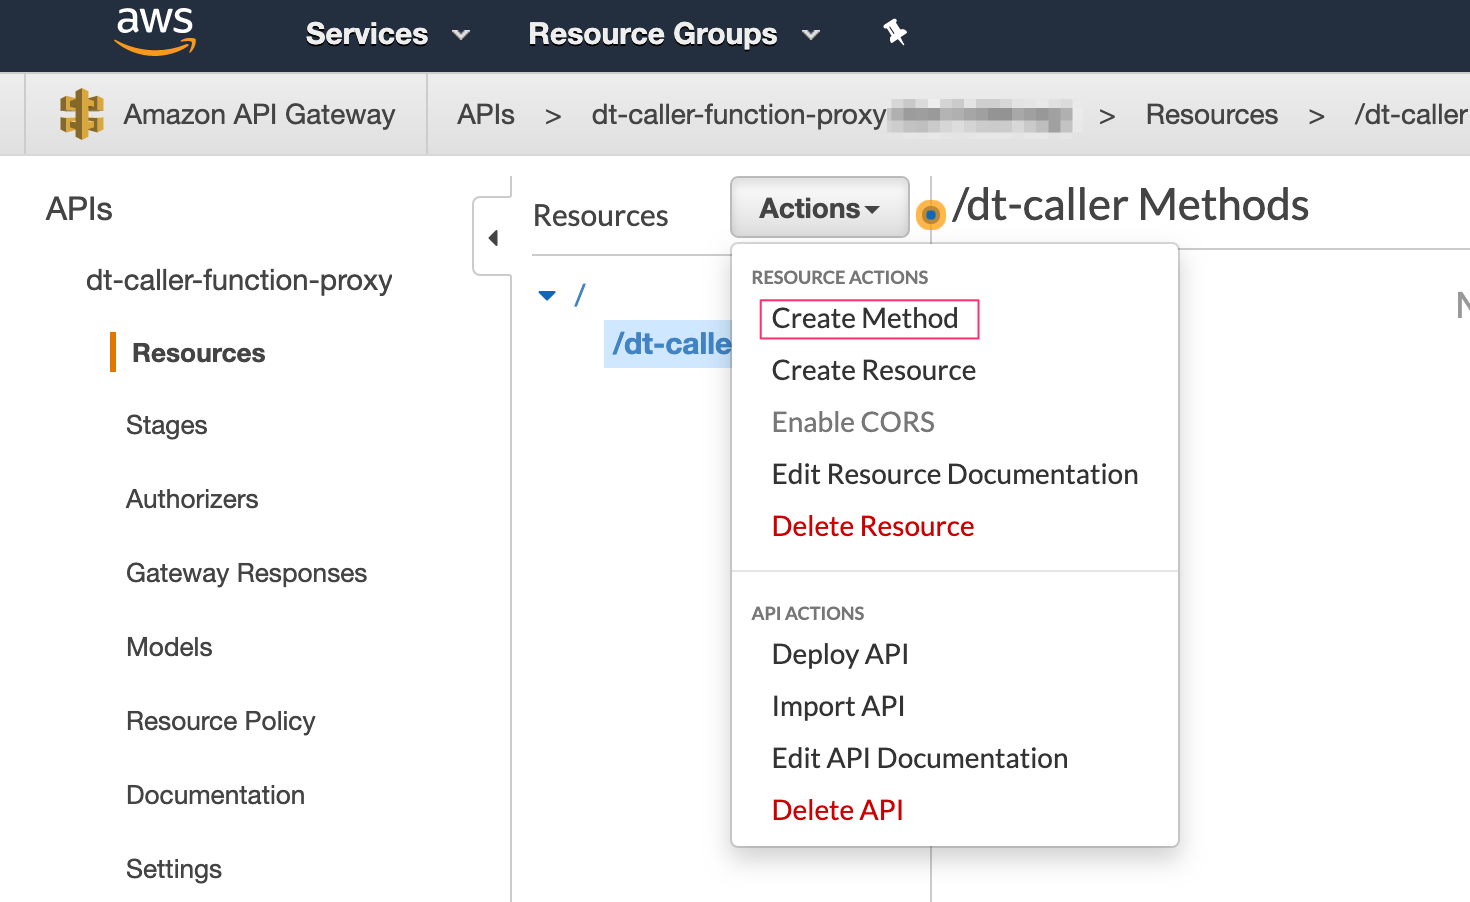 aws
Services
Resource Groups
Amazon API Gateway
APIs > dt-caller-function-proxy > Resources > /dt-caller
APIs
dt-caller-function-proxy
Resources
Stages
Authorizers
Gateway Responses
Models
Resource Policy
Documentation
Settings
Resources
Actions
/
/dt-calle
/dt-caller Methods
RESOURCE ACTIONS
Create Method
Create Resource
Enable CORS
Edit Resource Documentation
Delete Resource
API ACTIONS
Deploy API
Import API
Edit API Documentation
Delete API